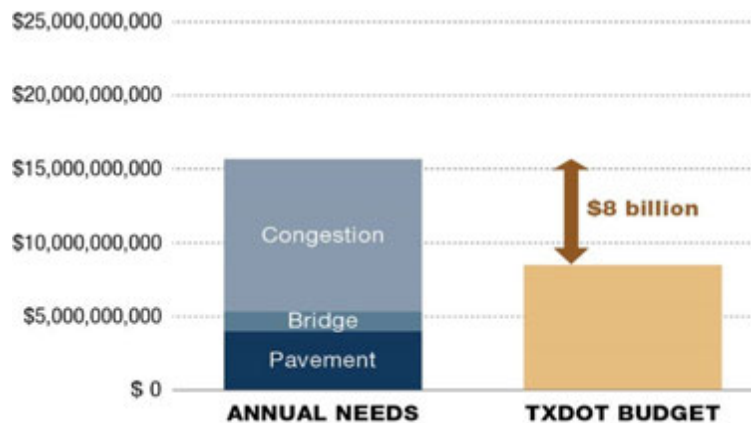 $25,000,000,000
$20,000,000,000
$15,000,000,000
$10,000,000,000
$5,000,000,000
$ 0
Congestion
Bridge
Pavement
$8 billion
ANNUAL NEEDS
TXDOT BUDGET